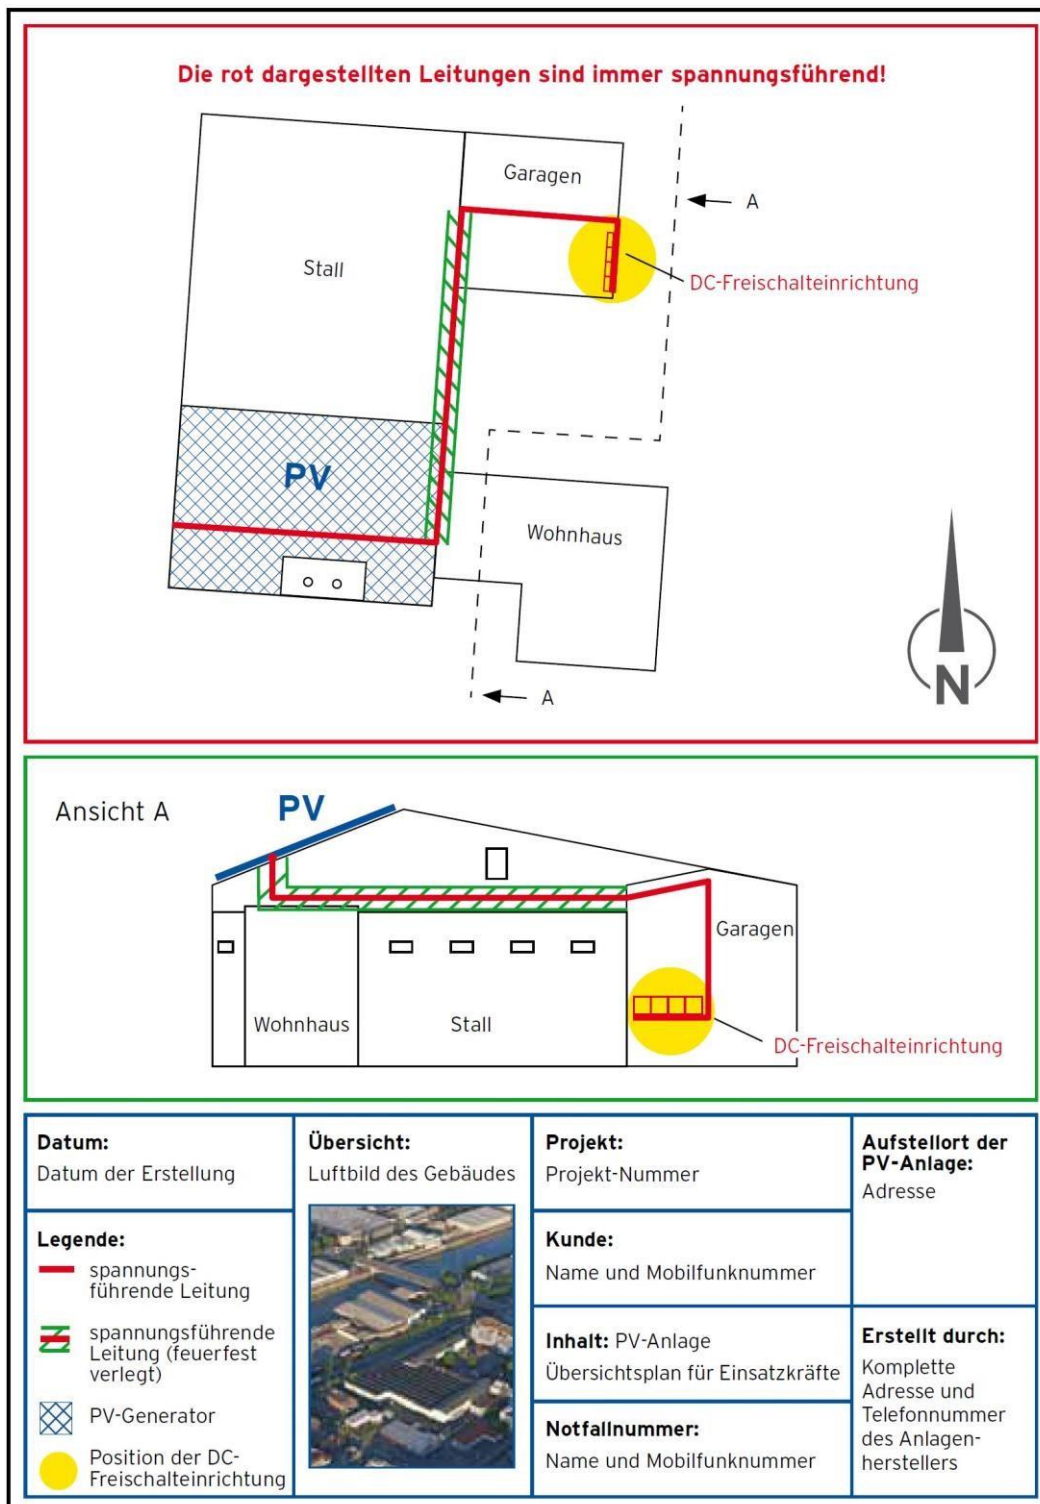 Die rot dargestellten Leitungen sind immer spannungsführend!
Garagen
A
Stall
DC-Freischalteinrichtung
PV
Wohnhaus
N
A
Ansicht A
PV
Garagen
Wohnhaus
Stall
DC-Freischalteinrichtung
Datum:
Datum der Erstellung
Legende:
spannungs-
führende Leitung
spannungsführende
Leitung (feuerfest
verlegt)
PV-Generator
Position der DC-
Freischalteinrichtung
Übersicht:
Luftbild des Gebäudes
Projekt:
Projekt-Nummer
Kunde:
Name und Mobilfunknummer
Inhalt: PV-Anlage
Übersichtsplan für Einsatzkräfte
Notfallnummer:
Name und Mobilfunknummer
Aufstellort der
PV-Anlage:
Adresse
Erstellt durch:
Komplette
Adresse und
Telefonnummer
des Anlagen-
herstellers